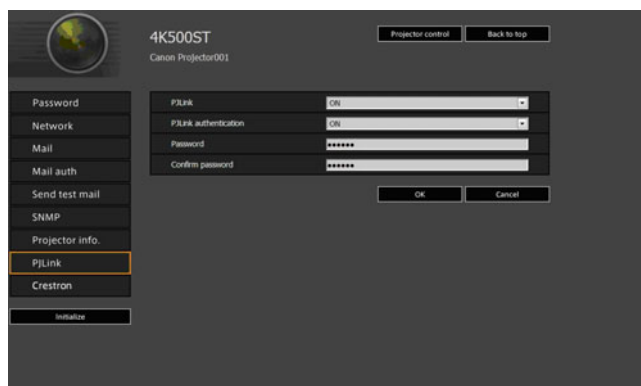 4K500ST
Projector control
Back to top
Canon Projector001
Password
Network
Mail
Mail auth
Send test mail
SNMP
Projector info.
PJLink
Crestron
Initialize
PJLink ON
PJLink authentication ON
Password ●●●●●●
Confirm password ●●●●●●
OK
Cancel